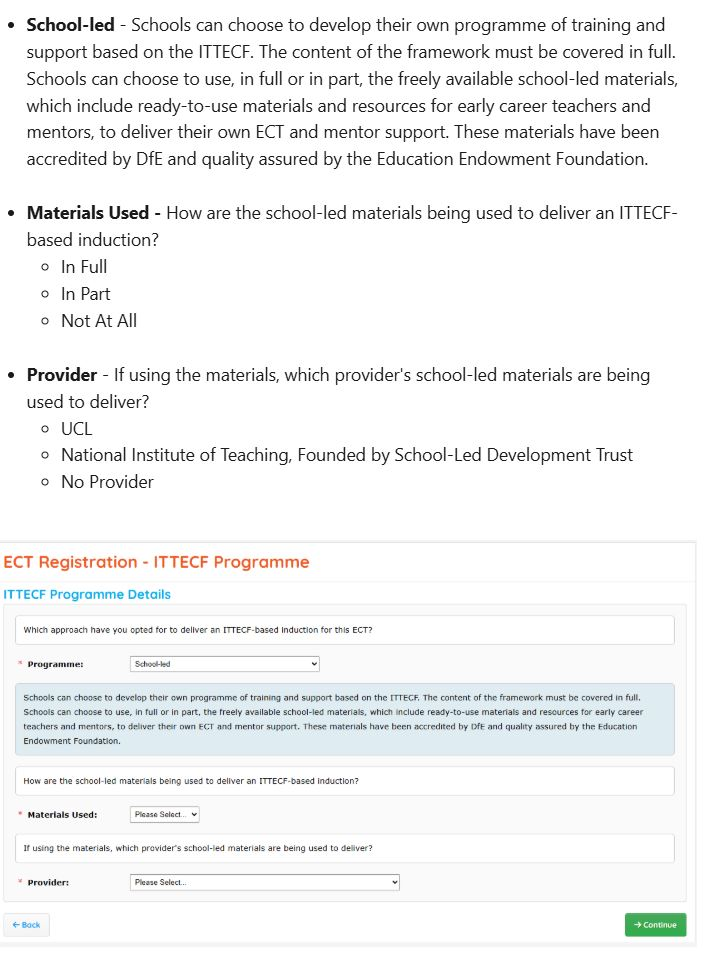 School-led - Schools can choose to develop their own programme of training and
support based on the ITTECF. The content of the framework must be covered in full.
Schools can choose to use, in full or in part, the freely available school-led materials,
which include ready-to-use materials and resources for early career teachers and
mentors, to deliver their own ECT and mentor support. These materials have been
accredited by DfE and quality assured by the Education Endowment Foundation.
Materials Used - How are the school-led materials being used to deliver an ITTECF-
based induction?
In Full
In Part
Not At All
Provider - If using the materials, which provider's school-led materials are being
used to deliver?
UCL
National Institute of Teaching, Founded by School-Led Development Trust
No Provider
ECT Registration - ITTECF Programme
ITTECF Programme Details
Which approach have you opted for to deliver an ITTECF-based induction for this ECT?
* Programme: School-led
Schools can choose to develop their own programme of training and support based on the ITTECF. The content of the framework must be covered in full.
Schools can choose to use, in full or in part, the freely available school-led materials, which include ready-to-use materials and resources for early career
teachers and mentors, to deliver their own ECT and mentor support. These materials have been accredited by DfE and quality assured by the Education
Endowment Foundation.
How are the school-led materials being used to deliver an ITTECF-based induction?
* Materials Used: Please Select...
If using the materials, which provider's school-led materials are being used to deliver?
* Provider: Please Select...
← Back
→ Continue